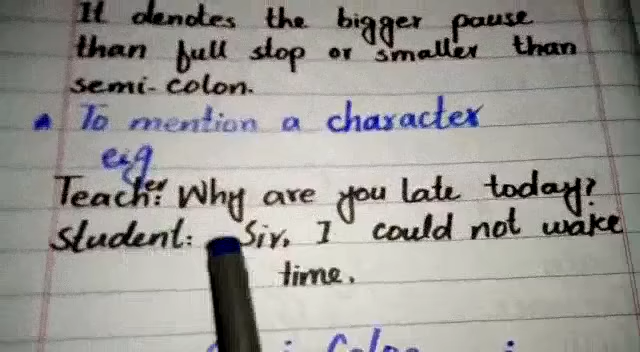 It denotes the bigger pause
than full stop or smaller than
semi-colon.
To mention a character
e.g
Teacher: Why are you late today?
Student: Sir, I could not wake
time.
Colon